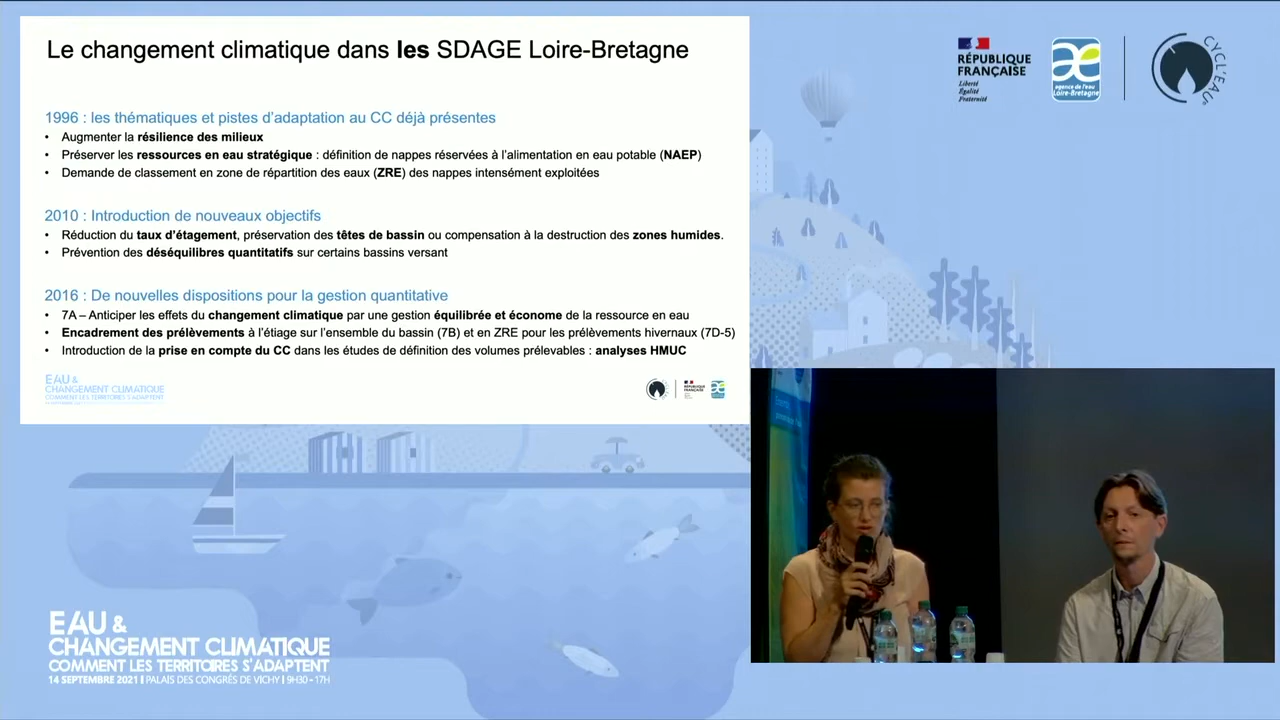 Le changement climatique dans les SDAGE Loire-Bretagne
1996 : les thématiques et pistes d'adaptation au CC déjà présentes
• Augmenter la résilience des milieux
• Préserver les ressources en eau stratégique : définition de nappes réservées à l'alimentation en eau potable (NAEP)
• Demande de classement en zone de répartition des eaux (ZRE) des nappes intensément exploitées
2010 : Introduction de nouveaux objectifs
• Réduction du taux d'étagement, préservation des têtes de bassin ou compensation à la destruction des zones humides.
• Prévention des déséquilibres quantitatifs sur certains bassins versant
2016 : De nouvelles dispositions pour la gestion quantitative
• 7A – Anticiper les effets du changement climatique par une gestion équilibrée et économe de la ressource en eau
• Encadrement des prélèvements à l'étiage sur l'ensemble du bassin (7B) et en ZRE pour les prélèvements hivernaux (7D-5)
• Introduction de la prise en compte du CC dans les études de définition des volumes prélevables : analyses HMUC
EAU &
CHANGEMENT CLIMATIQUE
COMMENT LES TERRITOIRES S'ADAPTENT
RÉPUBLIQUE
FRANÇAISE
Liberté
Égalité
Fraternité
agence de l'eau
Loire-Bretagne
CYCL'EAU
EAU &
CHANGEMENT CLIMATIQUE
COMMENT LES TERRITOIRES S'ADAPTENT
14 SEPTEMBRE 2021 | PALAIS DES CONGRÈS DE VICHY | 9H30 - 17H